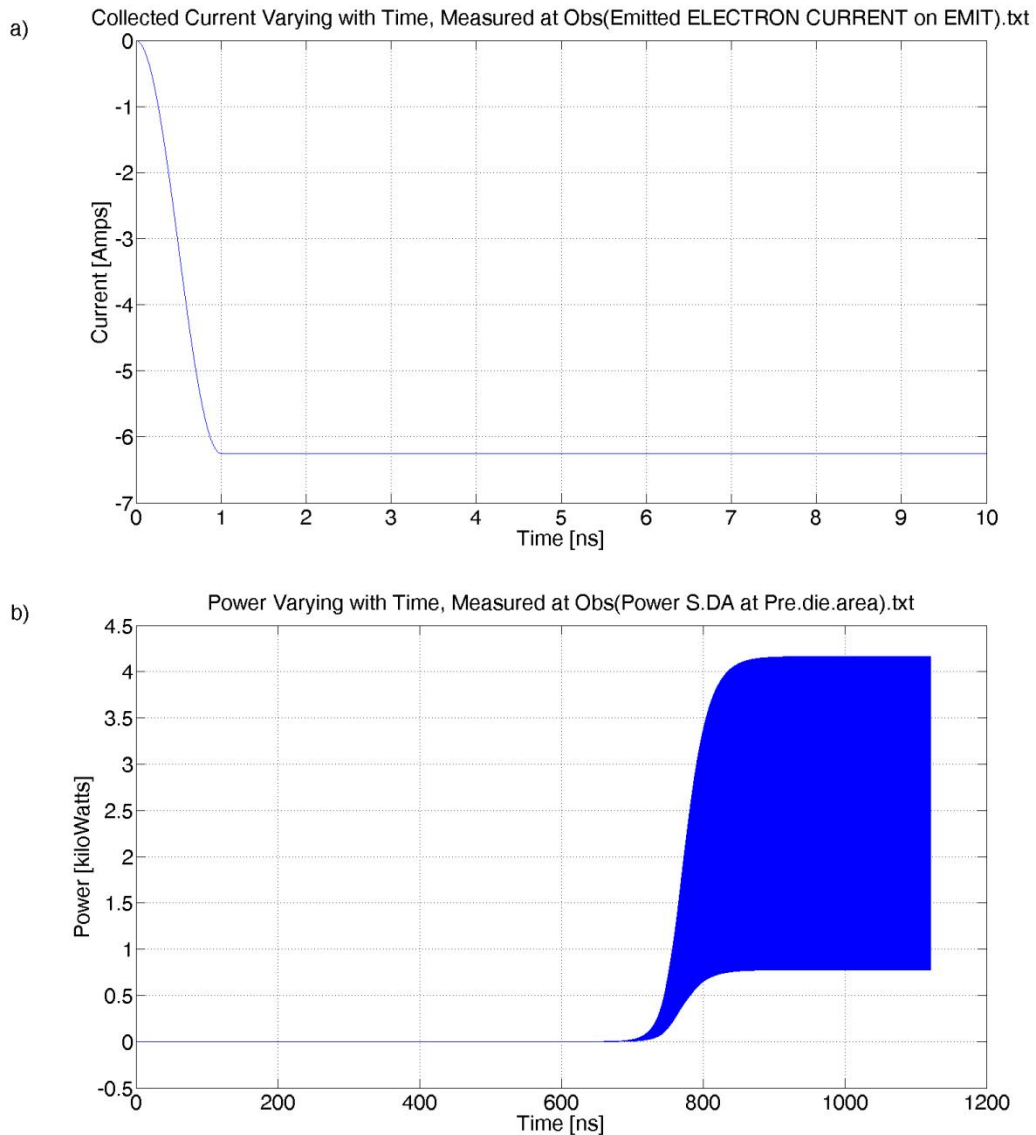 a)
Collected Current Varying with Time, Measured at Obs(Emitted ELECTRON CURRENT on EMIT).txt
0
-1
-2
-3
-4
-5
-6
-7
Current [Amps]
0 1 2 3 4 5 6 7 8 9 10
Time [ns]
b)
Power Varying with Time, Measured at Obs(Power S.DA at Pre.die.area).txt
4.5
4
3.5
3
2.5
2
1.5
1
0.5
0
-0.5
Power [kiloWatts]
0 200 400 600 800 1000 1200
Time [ns]